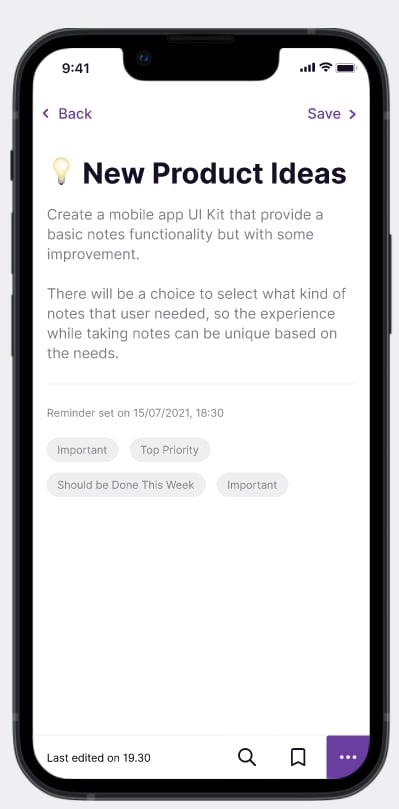 9:41
Back
Save
💡 New Product Ideas
Create a mobile app UI Kit that provide a
basic notes functionality but with some
improvement.
There will be a choice to select what kind of
notes that user needed, so the experience
while taking notes can be unique based on
the needs.
Reminder set on 15/07/2021, 18:30
Important
Top Priority
Should be Done This Week
Important
Last edited on 19.30